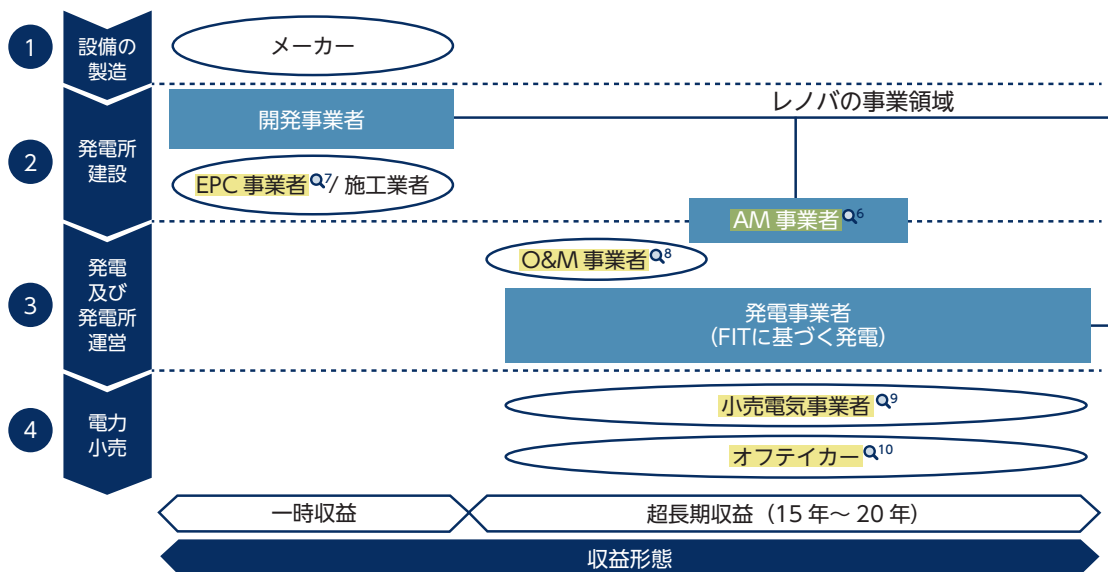 1
設備の
製造
メーカー
レノバの事業領域
2
発電所
建設
開発事業者
EPC 事業者7/ 施工業者
AM 事業者6
3
発電
及び
発電所
運営
O&M 事業者8
発電事業者
(FITに基づく発電)
4
電力
小売
小売電気事業者9
オフテイカー10
一時収益
超長期収益（15 年～ 20 年）
収益形態